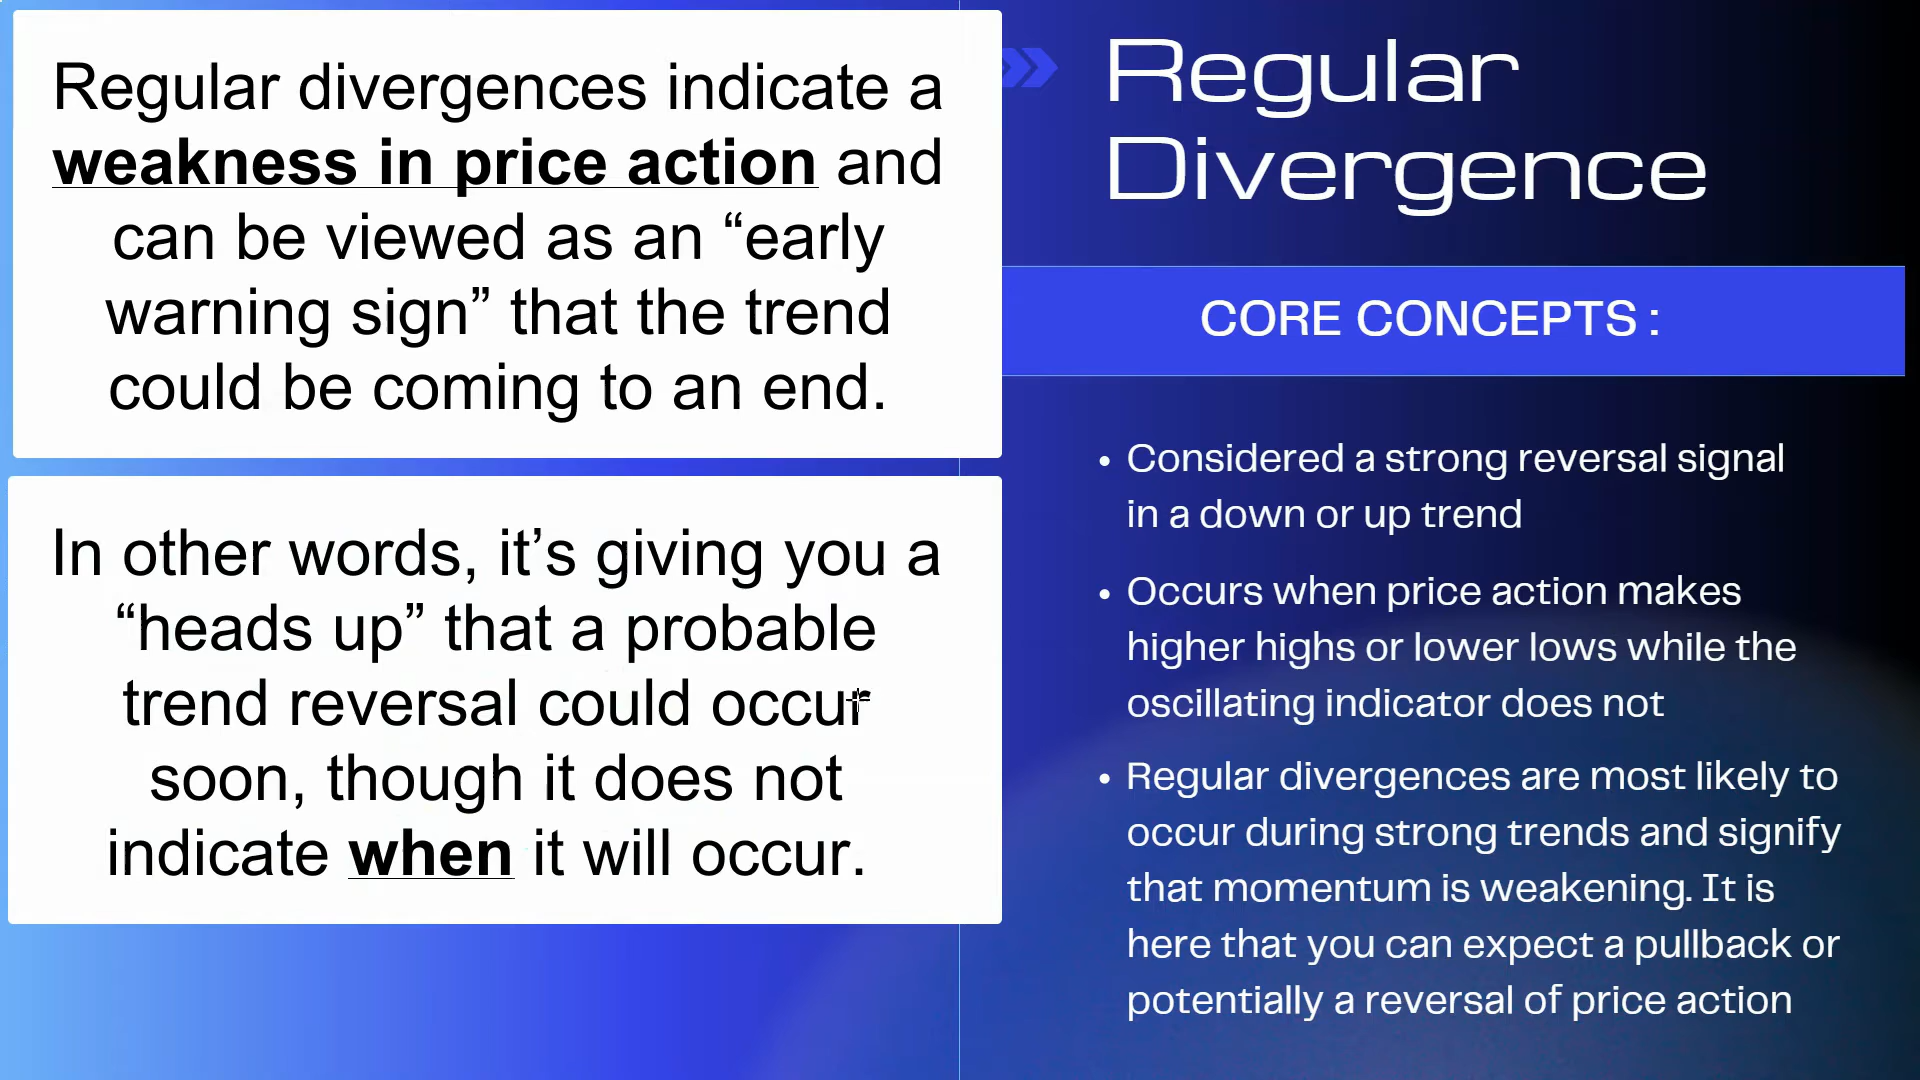 Regular divergences indicate a
weakness in price action and
can be viewed as an “early
warning sign” that the trend
could be coming to an end.
In other words, it’s giving you a
“heads up” that a probable
trend reversal could occur
soon, though it does not
indicate when it will occur.
Regular
Divergence
CORE CONCEPTS :
• Considered a strong reversal signal
in a down or up trend
• Occurs when price action makes
higher highs or lower lows while the
oscillating indicator does not
• Regular divergences are most likely to
occur during strong trends and signify
that momentum is weakening. It is
here that you can expect a pullback or
potentially a reversal of price action